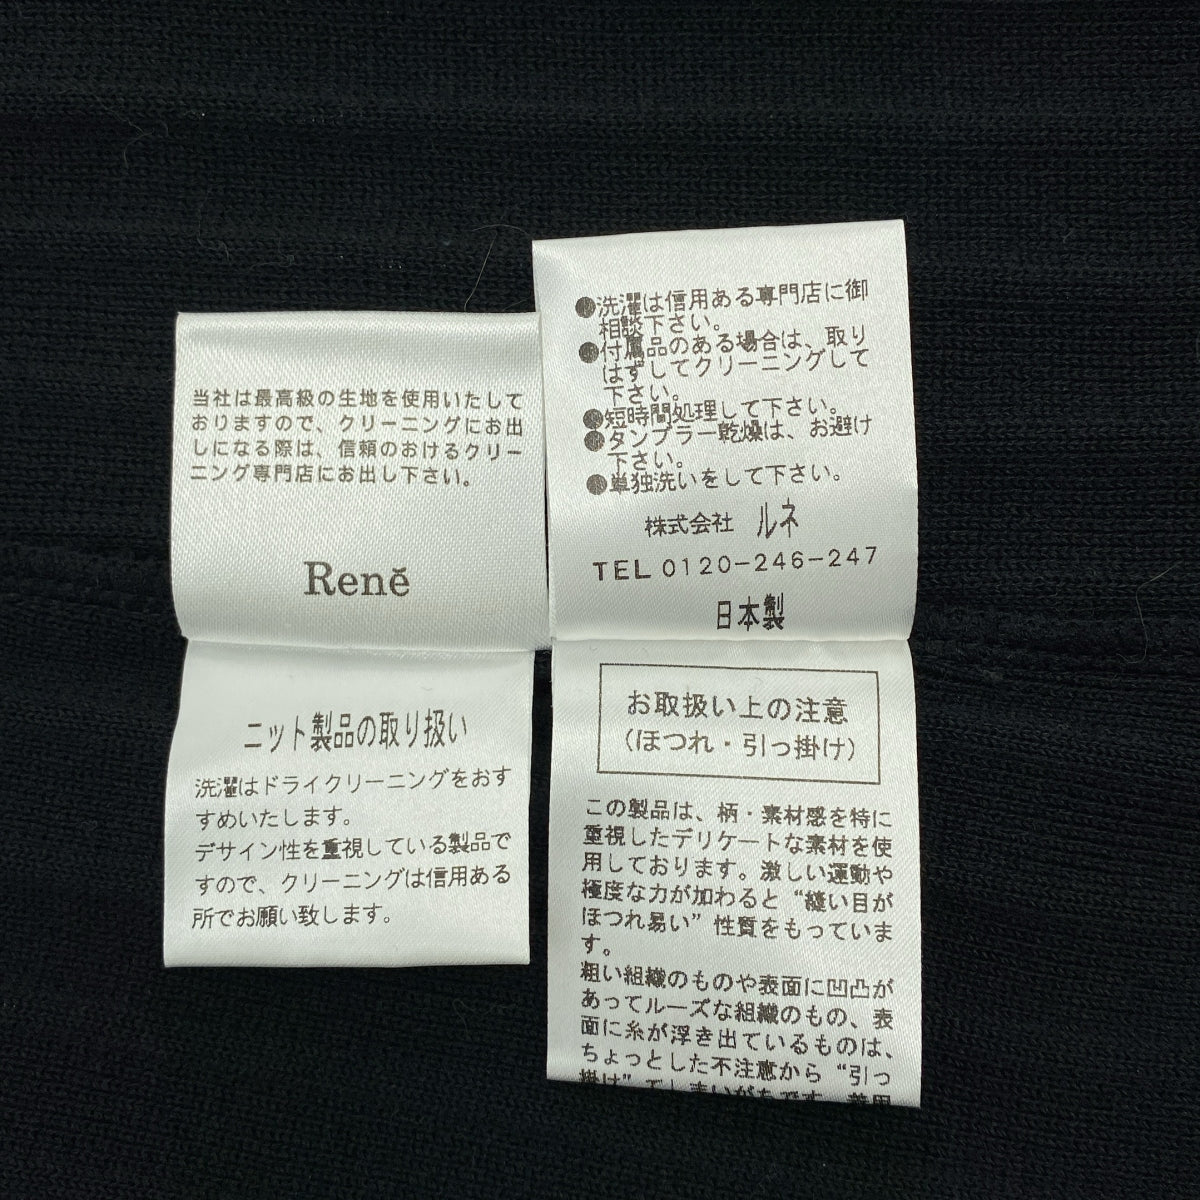 当社は最高級の生地を使用いたして
おりますので、クリーニングにお出
しになる際は、信頼のおけるクリー
ニング専門店にお出し下さい。
Renĕ
●洗濯は信用ある専門店に御
相談下さい。
●付属品のある場合は、取り
はずしてクリーニングして
下さい。
●短時間処理して下さい。
●タンブラー乾燥は、お避け
下さい。
●単独洗いをして下さい。
株式会社 ルネ
TEL 0120-246-247
日本製
ニット製品の取り扱い
洗濯はドライクリーニングをおす
すめいたします。
デザイン性を重視している製品で
すので、クリーニングは信用ある
所でお願い致します。
お取扱い上の注意
(ほつれ・引っ掛け)
この製品は、柄・素材感を特に
重視したデリケートな素材を使
用しております。激しい運動や
極度な力が加わると“縫い目が
ほつれ易い”性質をもっていま
す。
粗い組織のものや表面に凹凸が
あってルーズな組織のもの、表
面に糸が浮き出ているものは、
ちょっとした不注意から“引っ
掛け”でしまいがちです。着用